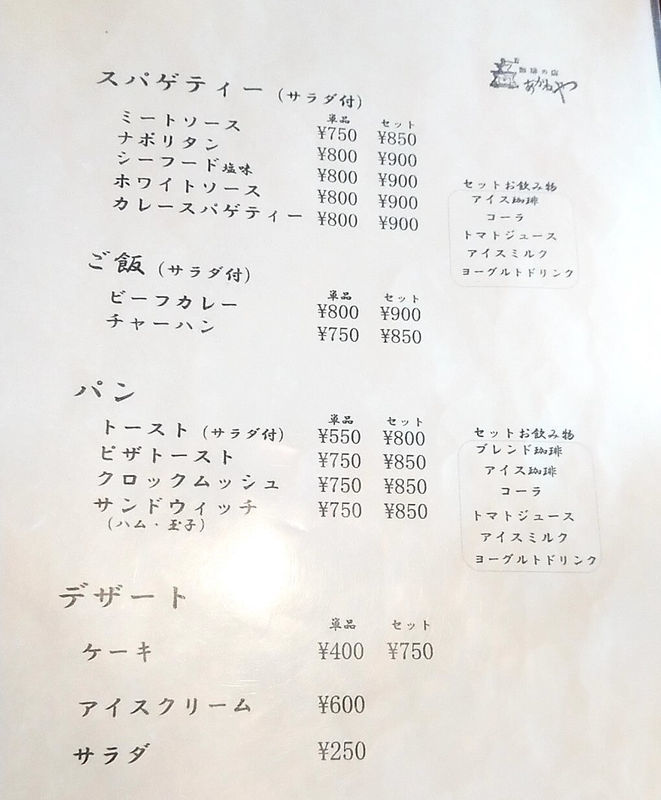 珈琲の店
あかねや
スパゲティー (サラダ付)
単品 セット
ミートソース ¥750 ¥850
ナポリタン ¥800 ¥900
シーフード塩味 ¥800 ¥900
ホワイトソース ¥800 ¥900
カレースパゲティー ¥800 ¥900
セットお飲み物
アイス珈琲
コーラ
トマトジュース
アイスミルク
ヨーグルトドリンク
ご飯 (サラダ付)
単品 セット
ビーフカレー ¥800 ¥900
チャーハン ¥750 ¥850
パン
単品 セット
トースト (サラダ付) ¥550 ¥800
ピザトースト ¥750 ¥850
クロックムッシュ ¥750 ¥850
サンドウィッチ ¥750 ¥850
(ハム・玉子)
セットお飲み物
ブレンド珈琲
アイス珈琲
コーラ
トマトジュース
アイスミルク
ヨーグルトドリンク
デザート
単品 セット
ケーキ ¥400 ¥750
アイスクリーム ¥600
サラダ ¥250